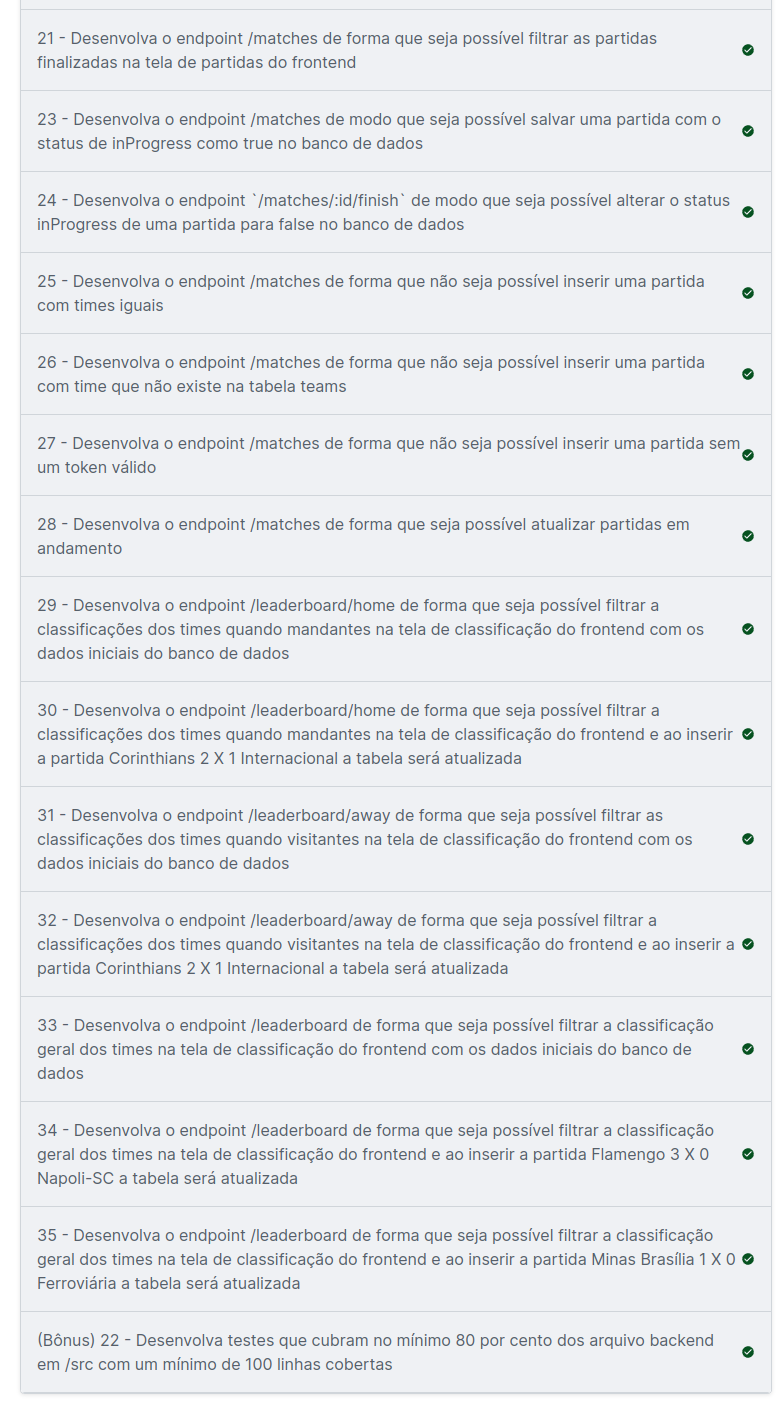 21 - Desenvolva o endpoint /matches de forma que seja possível filtrar as partidas
finalizadas na tela de partidas do frontend
23 - Desenvolva o endpoint /matches de modo que seja possível salvar uma partida com o
status de inProgress como true no banco de dados
24 - Desenvolva o endpoint `/matches/:id/finish` de modo que seja possível alterar o status
inProgress de uma partida para false no banco de dados
25 - Desenvolva o endpoint /matches de forma que não seja possível inserir uma partida
com times iguais
26 - Desenvolva o endpoint /matches de forma que não seja possível inserir uma partida
com time que não existe na tabela teams
27 - Desenvolva o endpoint /matches de forma que não seja possível inserir uma partida sem
um token válido
28 - Desenvolva o endpoint /matches de forma que seja possível atualizar partidas em
andamento
29 - Desenvolva o endpoint /leaderboard/home de forma que seja possível filtrar a
classificações dos times quando mandantes na tela de classificação do frontend com os
dados iniciais do banco de dados
30 - Desenvolva o endpoint /leaderboard/home de forma que seja possível filtrar a
classificações dos times quando mandantes na tela de classificação do frontend e ao inserir
a partida Corinthians 2 X 1 Internacional a tabela será atualizada
31 - Desenvolva o endpoint /leaderboard/away de forma que seja possível filtrar as
classificações dos times quando visitantes na tela de classificação do frontend com os
dados iniciais do banco de dados
32 - Desenvolva o endpoint /leaderboard/away de forma que seja possível filtrar a
classificações dos times quando visitantes na tela de classificação do frontend e ao inserir a
partida Corinthians 2 X 1 Internacional a tabela será atualizada
33 - Desenvolva o endpoint /leaderboard de forma que seja possível filtrar a classificação
geral dos times na tela de classificação do frontend com os dados iniciais do banco de
dados
34 - Desenvolva o endpoint /leaderboard de forma que seja possível filtrar a classificação
geral dos times na tela de classificação do frontend e ao inserir a partida Flamengo 3 X 0
Napoli-SC a tabela será atualizada
35 - Desenvolva o endpoint /leaderboard de forma que seja possível filtrar a classificação
geral dos times na tela de classificação do frontend e ao inserir a partida Minas Brasília 1 X 0
Ferroviária a tabela será atualizada
(Bônus) 22 - Desenvolva testes que cubram no mínimo 80 por cento dos arquivo backend
em /src com um mínimo de 100 linhas cobertas